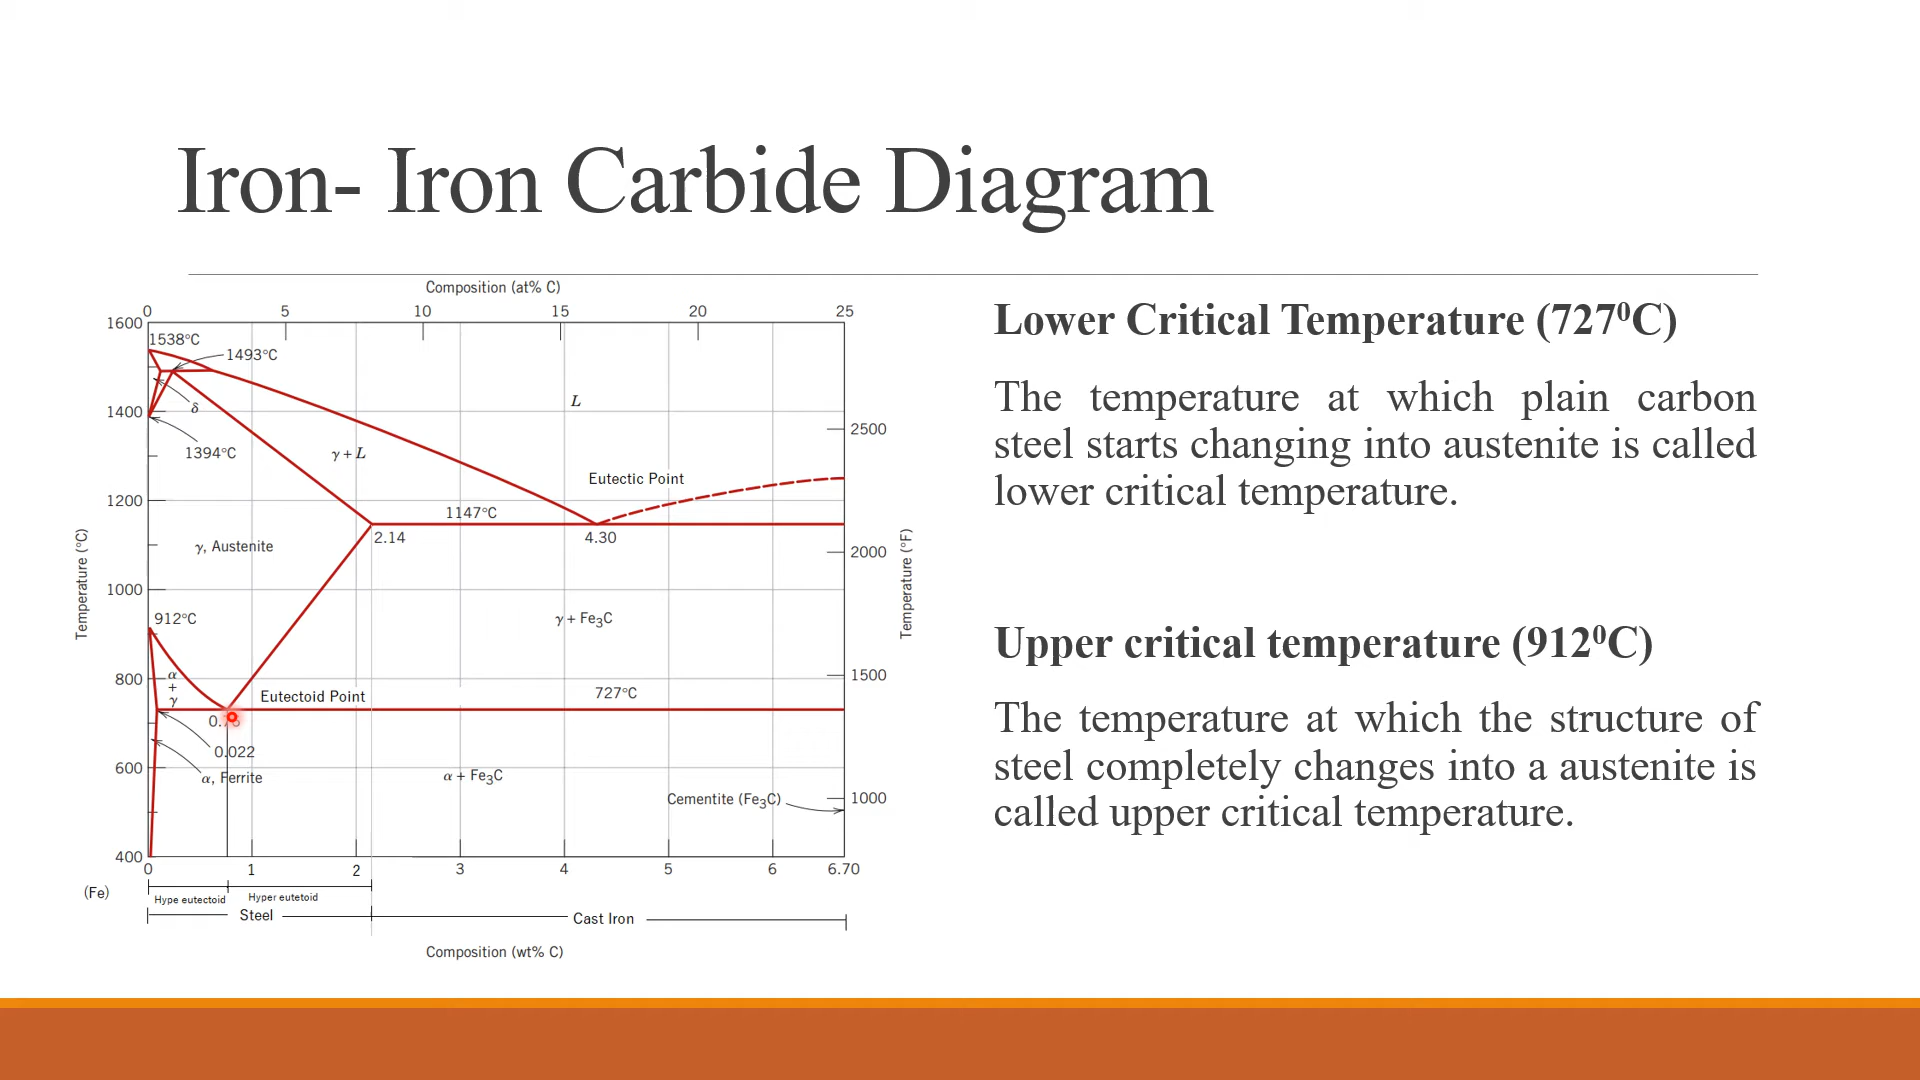 Iron- Iron Carbide Diagram
Composition (at% C)
0 5 10 15 20 25
1600
1538°C
1493°C
δ
L
1400
1394°C
γ + L
2500
Eutectic Point
1200
1147°C
2.14
4.30
γ, Austenite
2000
Temperature (°C)
Temperature (°F)
1000
912°C
γ + Fe3C
800
α
+
γ
Eutectoid Point
727°C
1500
0.022
600
α, Ferrite
α + Fe3C
Cementite (Fe3C)
1000
400
0 1 2 3 4 5 6 6.70
(Fe)
Hype eutectoid
Hyper eutetoid
Steel
Cast Iron
Composition (wt% C)
Lower Critical Temperature (727⁰C)
The temperature at which plain carbon
steel starts changing into austenite is called
lower critical temperature.
Upper critical temperature (912⁰C)
The temperature at which the structure of
steel completely changes into a austenite is
called upper critical temperature.